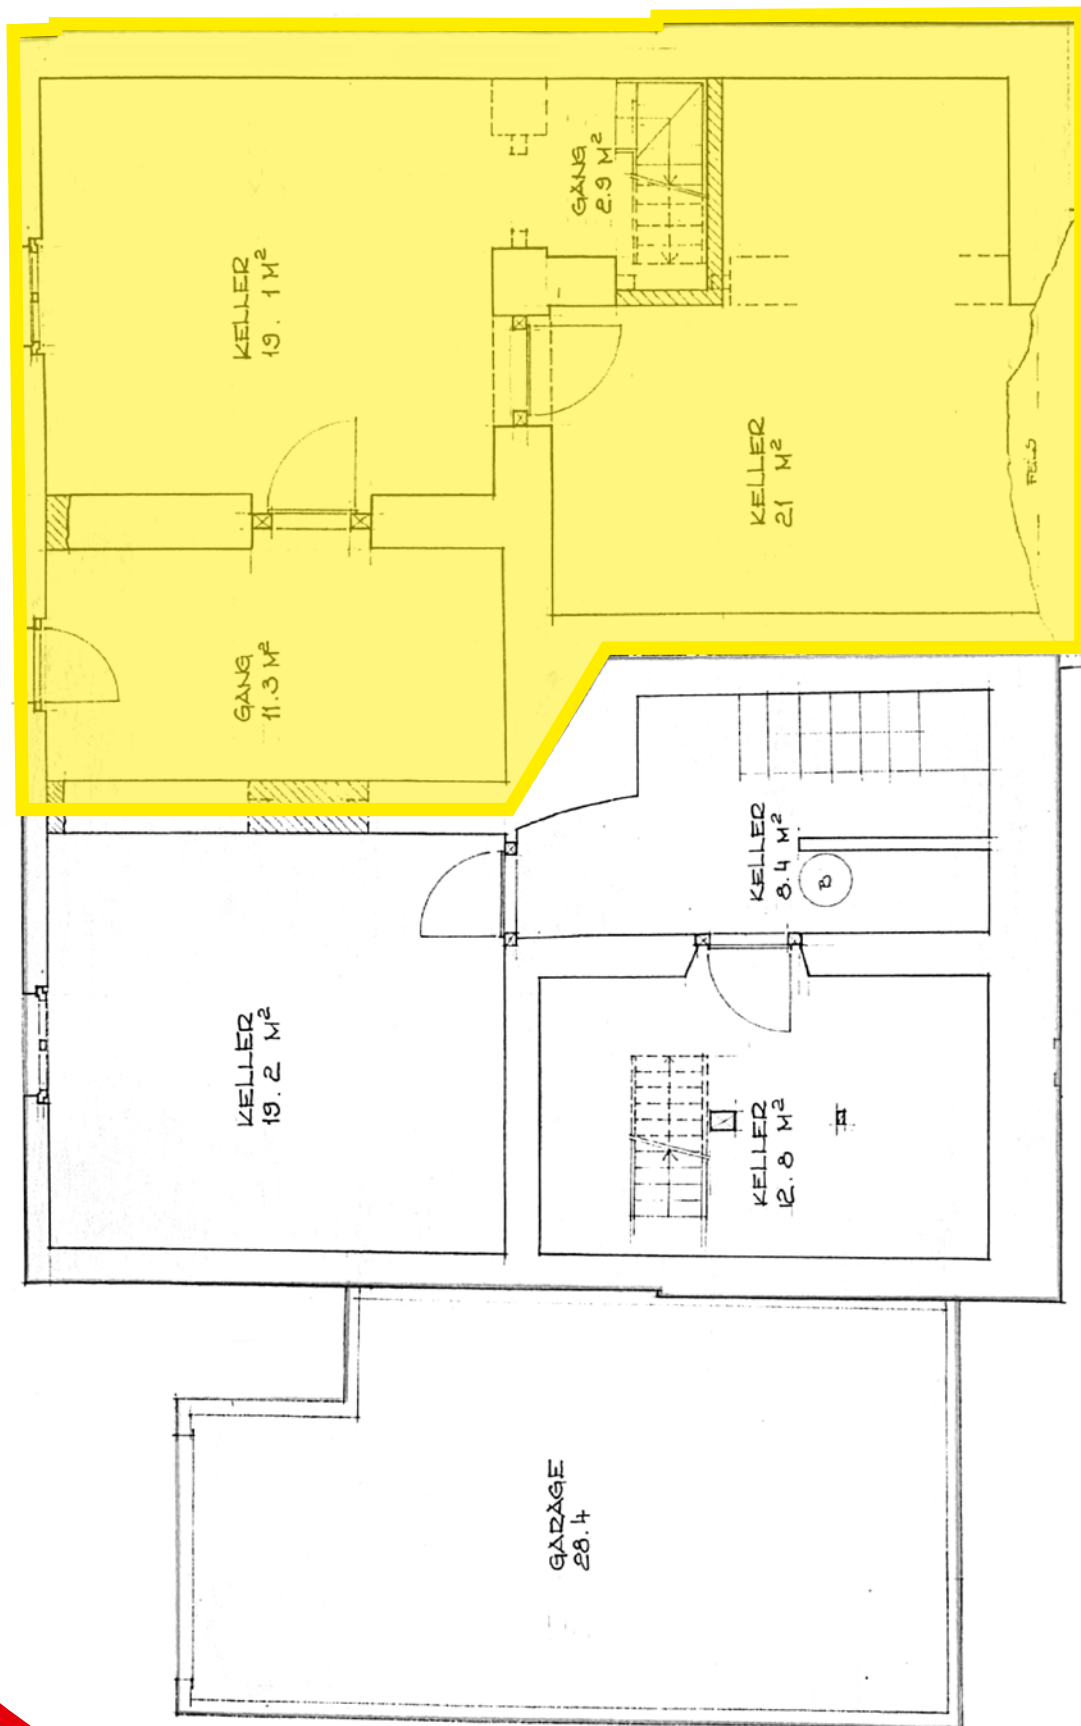 KELLER
19.1 M²
GANG
2.9 M²
KELLER
21 M²
FELS
GANG
11.3 M²
KELLER
8.4 M²
B
KELLER
19.2 M²
KELLER
12.8 M²
GARAGE
28.4